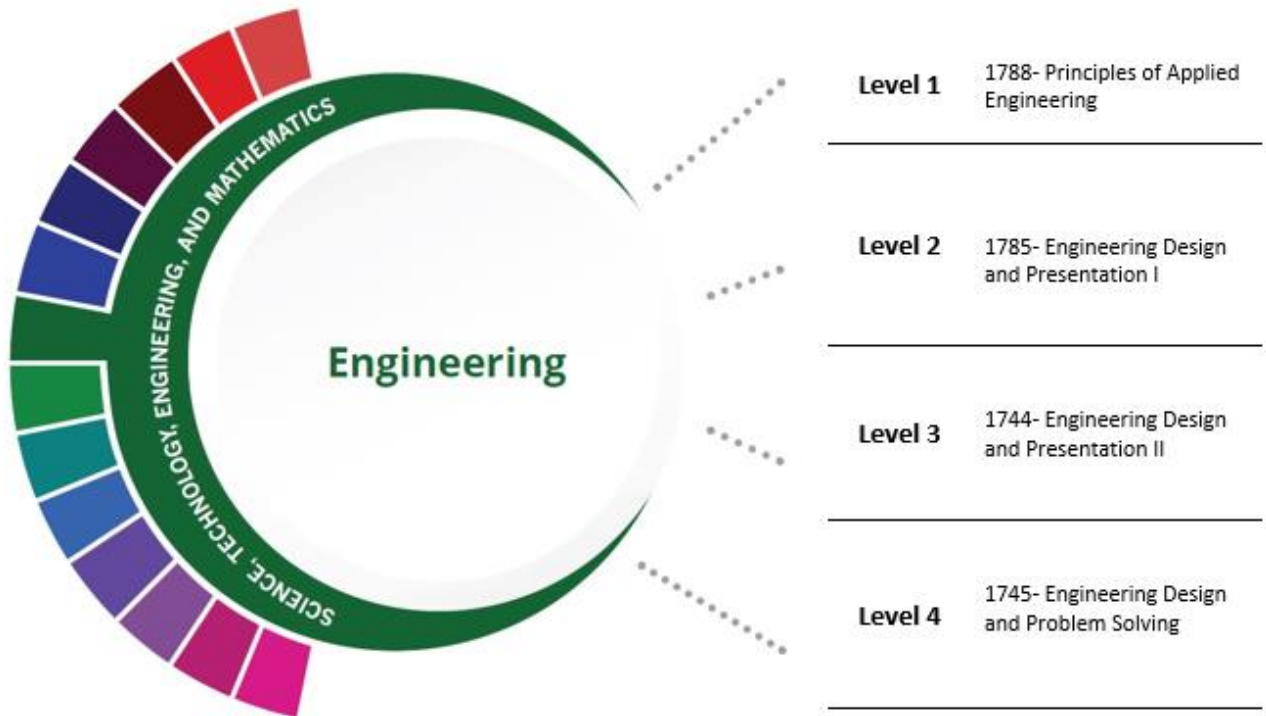 SCIENCE, TECHNOLOGY, ENGINEERING, AND MATHEMATICS
Engineering
Level 1
1788- Principles of Applied
Engineering
Level 2
1785- Engineering Design
and Presentation I
Level 3
1744- Engineering Design
and Presentation II
Level 4
1745- Engineering Design
and Problem Solving